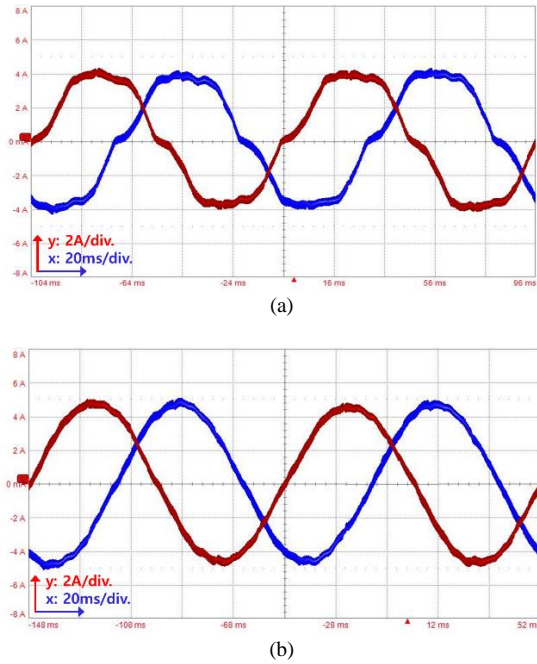 8 A
6 A
4 A
2 A
-2 A
-4 A
-6 A
-8 A
y: 2A/div.
x: 20ms/div.
-104 ms -64 ms -24 ms 16 ms 56 ms 96 ms
(a)
8 A
6 A
4 A
2 A
-2 A
-4 A
-6 A
-8 A
y: 2A/div.
x: 20ms/div.
-148 ms -108 ms -68 ms -28 ms 12 ms 52 ms
(b)